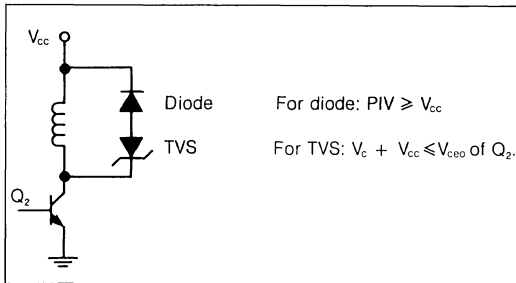 Vcc
Diode For diode: PIV ≥ Vcc
TVS For TVS: Vc + Vcc ≤ Vceo of Q2.
Q2